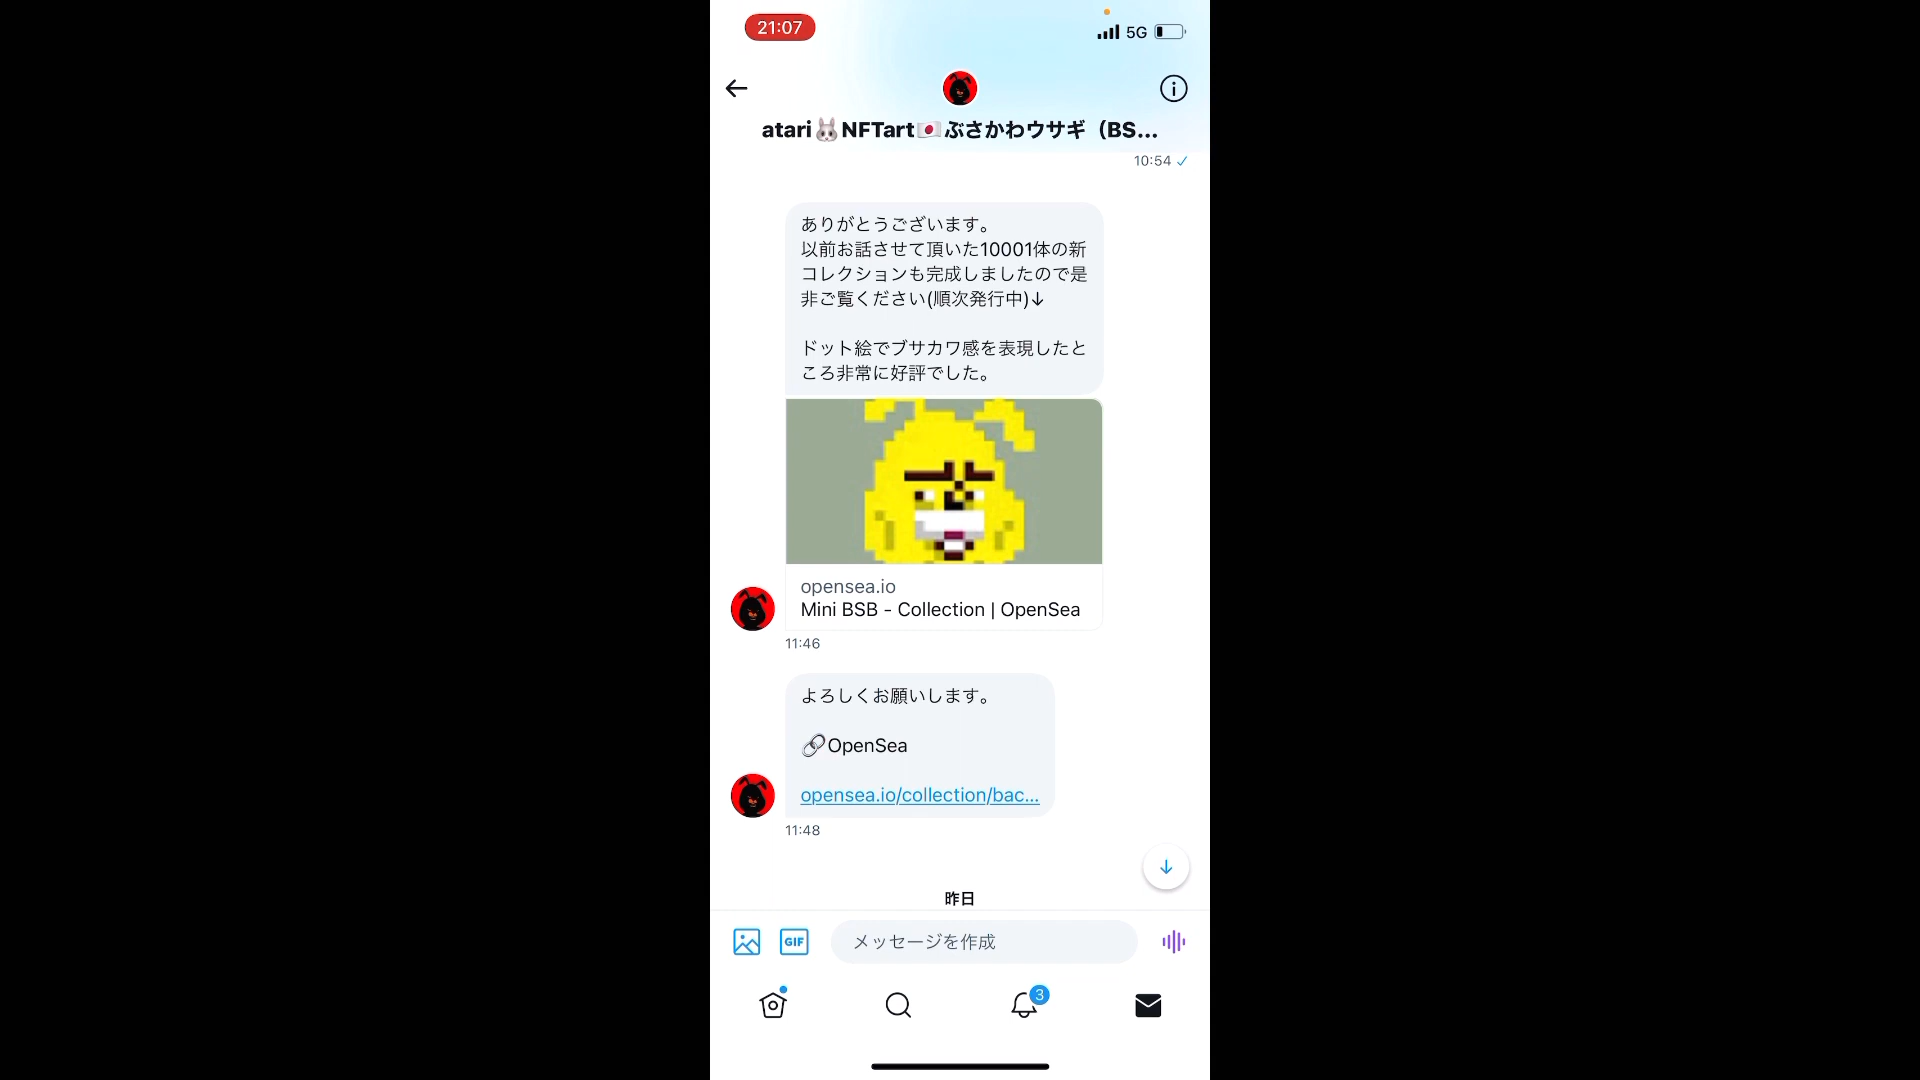 21:07
5G
atari🐰NFTart🇯🇵ぶさかわウサギ（BS...
10:54
ありがとうございます。
以前お話させて頂いた10001体の新
コレクションも完成しましたので是
非ご覧ください(順次発行中)↓
ドット絵でブサカワ感を表現したと
ころ非常に好評でした。
opensea.io
Mini BSB - Collection | OpenSea
11:46
よろしくお願いします。
🔗OpenSea
opensea.io/collection/bac...
11:48
昨日
GIF
メッセージを作成
3